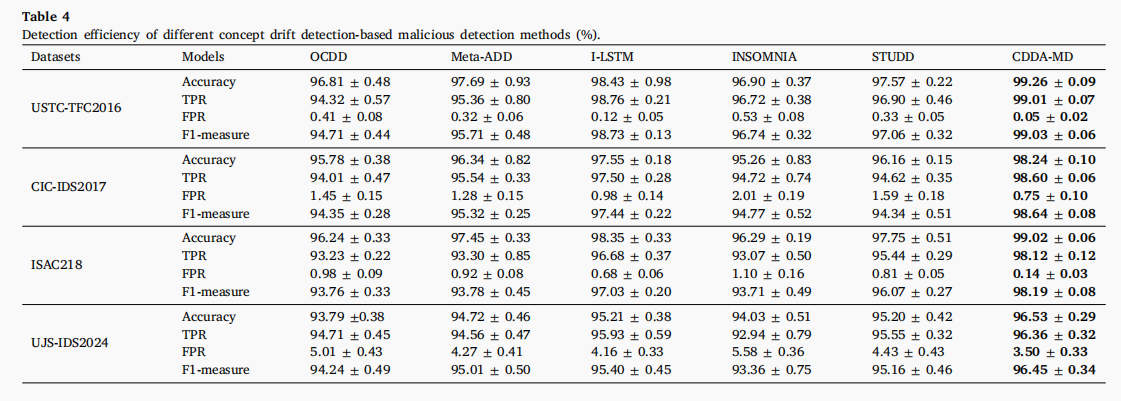 Table 4
Detection efficiency of different concept drift detection-based malicious detection methods (%).
Datasets Models OCDD Meta-ADD I-LSTM INSOMNIA STUDD CDDA-MD
USTC-TFC2016
Accuracy 96.81 ± 0.48 97.69 ± 0.93 98.43 ± 0.98 96.90 ± 0.37 97.57 ± 0.22 99.26 ± 0.09
TPR 94.32 ± 0.57 95.36 ± 0.80 98.76 ± 0.21 96.72 ± 0.38 96.90 ± 0.46 99.01 ± 0.07
FPR 0.41 ± 0.08 0.32 ± 0.06 0.12 ± 0.05 0.53 ± 0.08 0.33 ± 0.05 0.05 ± 0.02
F1-measure 94.71 ± 0.44 95.71 ± 0.48 98.73 ± 0.13 96.74 ± 0.32 97.06 ± 0.32 99.03 ± 0.06
CIC-IDS2017
Accuracy 95.78 ± 0.38 96.34 ± 0.82 97.55 ± 0.18 95.26 ± 0.83 96.16 ± 0.15 98.24 ± 0.10
TPR 94.01 ± 0.47 95.54 ± 0.33 97.50 ± 0.28 94.72 ± 0.74 94.62 ± 0.35 98.60 ± 0.06
FPR 1.45 ± 0.15 1.28 ± 0.15 0.98 ± 0.14 2.01 ± 0.19 1.59 ± 0.18 0.75 ± 0.10
F1-measure 94.35 ± 0.28 95.32 ± 0.25 97.44 ± 0.22 94.77 ± 0.52 94.34 ± 0.51 98.64 ± 0.08
ISAC218
Accuracy 96.24 ± 0.33 97.45 ± 0.33 98.35 ± 0.33 96.29 ± 0.19 97.75 ± 0.51 99.02 ± 0.06
TPR 93.23 ± 0.22 93.30 ± 0.85 96.68 ± 0.37 93.07 ± 0.50 95.44 ± 0.29 98.12 ± 0.12
FPR 0.98 ± 0.09 0.92 ± 0.08 0.68 ± 0.06 1.10 ± 0.16 0.81 ± 0.05 0.14 ± 0.03
F1-measure 93.76 ± 0.33 93.78 ± 0.45 97.03 ± 0.20 93.71 ± 0.49 96.07 ± 0.27 98.19 ± 0.08
UJS-IDS2024
Accuracy 93.79 ±0.38 94.72 ± 0.46 95.21 ± 0.38 94.03 ± 0.51 95.20 ± 0.42 96.53 ± 0.29
TPR 94.71 ± 0.45 94.56 ± 0.47 95.93 ± 0.59 92.94 ± 0.79 95.55 ± 0.32 96.36 ± 0.32
FPR 5.01 ± 0.43 4.27 ± 0.41 4.16 ± 0.33 5.58 ± 0.36 4.43 ± 0.43 3.50 ± 0.33
F1-measure 94.24 ± 0.49 95.01 ± 0.50 95.40 ± 0.45 93.36 ± 0.75 95.16 ± 0.46 96.45 ± 0.34